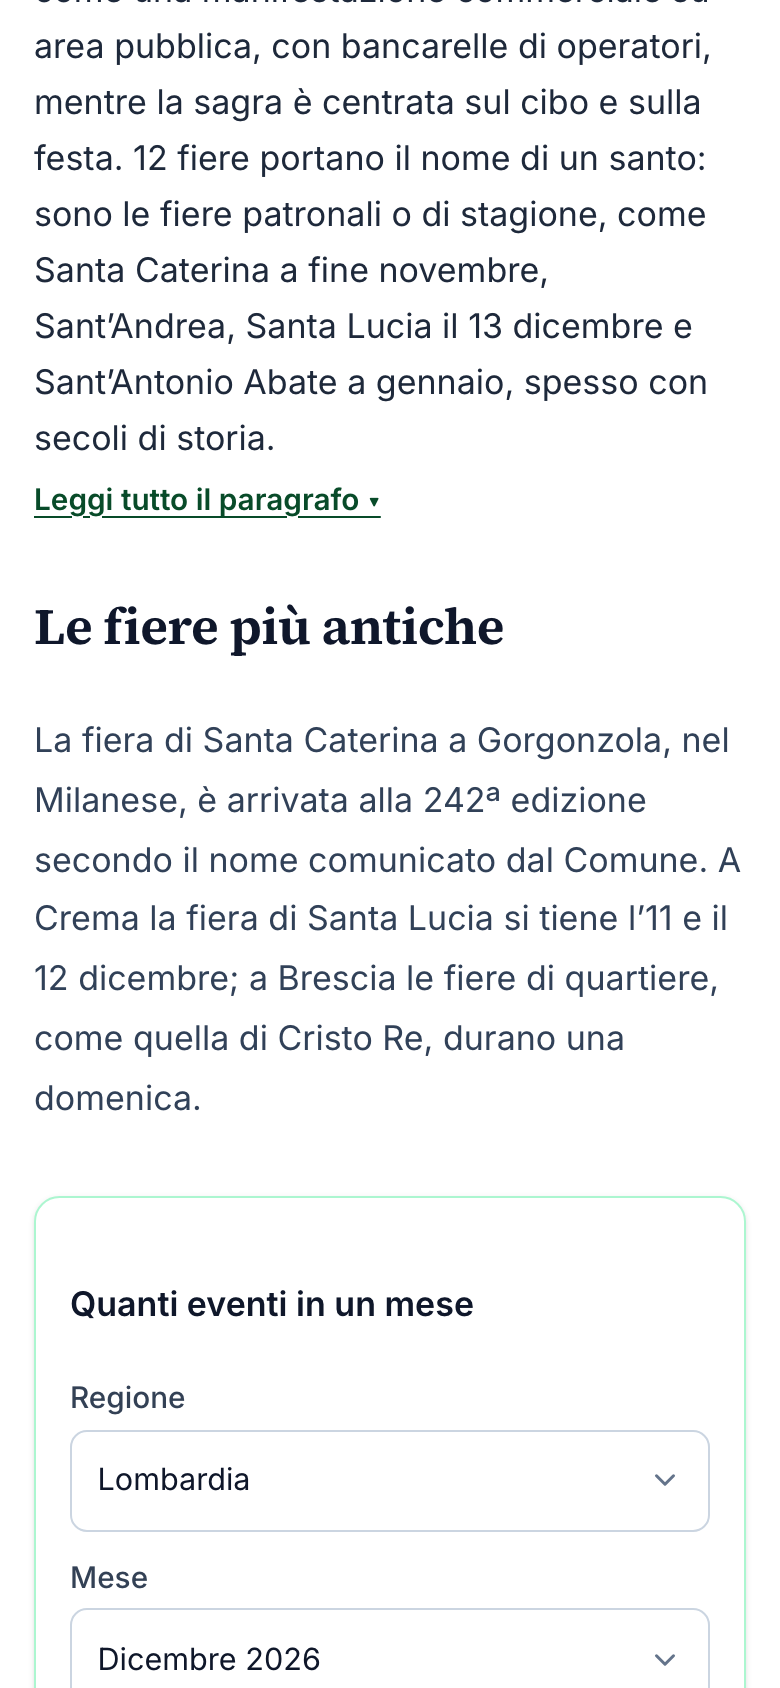 area pubblica, con bancarelle di operatori,
mentre la sagra è centrata sul cibo e sulla
festa. 12 fiere portano il nome di un santo:
sono le fiere patronali o di stagione, come
Santa Caterina a fine novembre,
Sant’Andrea, Santa Lucia il 13 dicembre e
Sant’Antonio Abate a gennaio, spesso con
secoli di storia.
Leggi tutto il paragrafo ▾
Le fiere più antiche
La fiera di Santa Caterina a Gorgonzola, nel
Milanese, è arrivata alla 242ª edizione
secondo il nome comunicato dal Comune. A
Crema la fiera di Santa Lucia si tiene l’11 e il
12 dicembre; a Brescia le fiere di quartiere,
come quella di Cristo Re, durano una
domenica.
Quanti eventi in un mese
Regione
Lombardia
Mese
Dicembre 2026